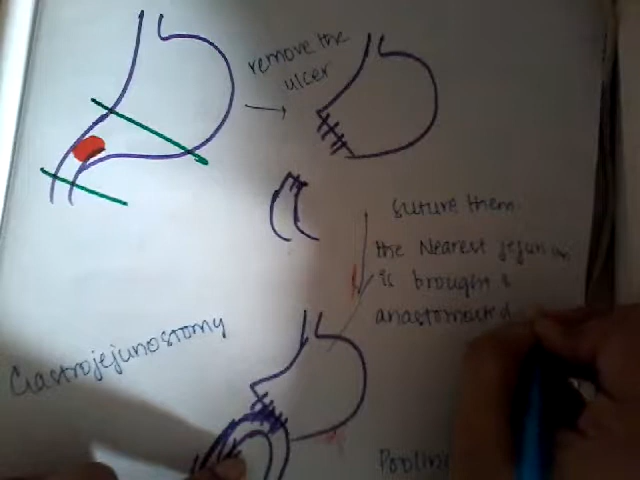 remove the
ulcer
suture them.
the Nearest jejunum
is brought &
anastomosed
Gastrojejunostomy